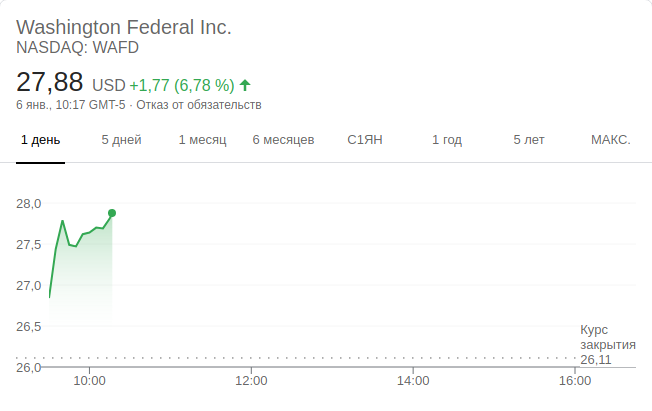 Washington Federal Inc.
NASDAQ: WAFD
27,88 USD +1,77 (6,78 %)
6 янв., 10:17 GMT-5 · Отказ от обязательств
1 день 5 дней 1 месяц 6 месяцев С1ЯН 1 год 5 лет МАКС.
28,0
27,5
27,0
26,5
26,0
Курс
закрытия
26,11
10:00 12:00 14:00 16:00